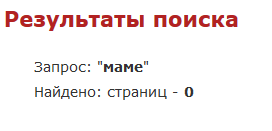 Результаты поиска
Запрос: "маме"
Найдено: страниц - 0